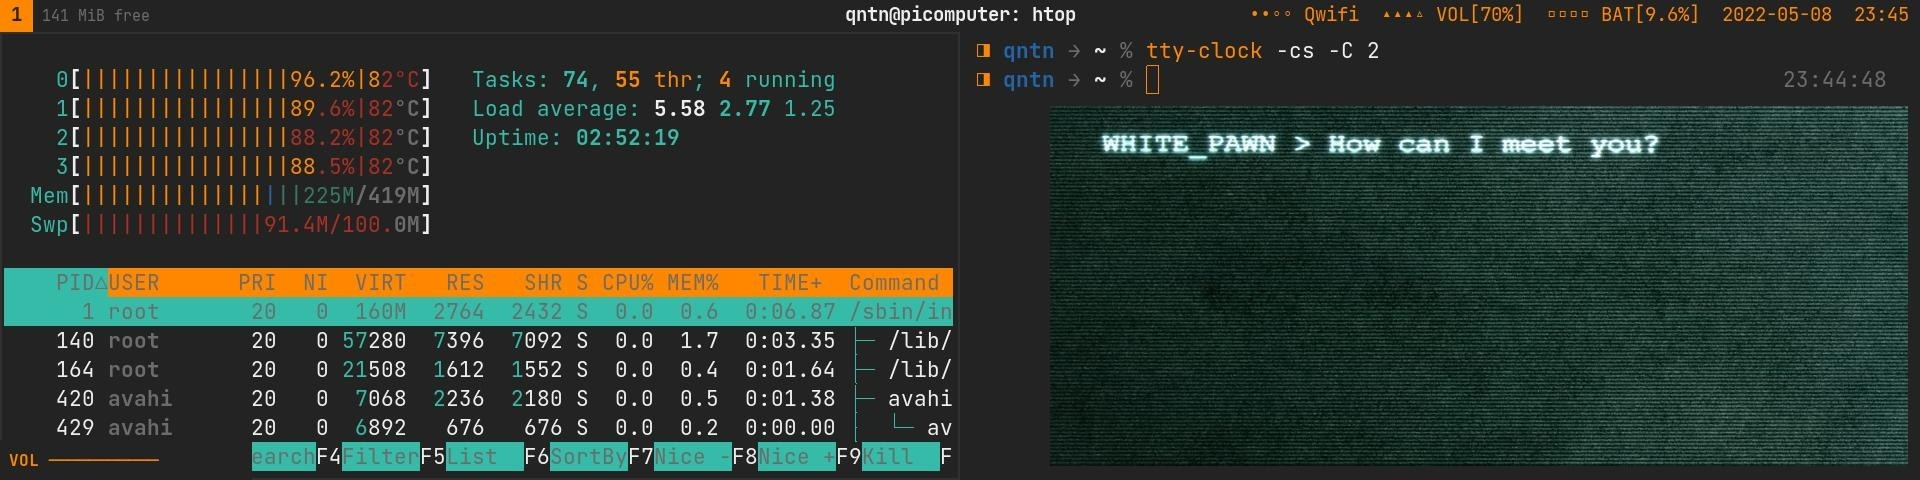 1 141 MiB free qntn@picomputer: htop Qwifi VOL[70%] BAT[9.6%] 2022-05-08 23:45
0[||||||||||||||||96.2%|82°C] Tasks: 74, 55 thr; 4 running
1[||||||||||||||||89.6%|82°C] Load average: 5.58 2.77 1.25
2[||||||||||||||||88.2%|82°C] Uptime: 02:52:19
3[||||||||||||||||88.5%|82°C]
Mem[|||||||||||||||||225M/419M]
Swp[||||||||||||||91.4M/100.0M]
PID△USER PRI NI VIRT RES SHR S CPU% MEM% TIME+ Command
1 root 20 0 160M 2764 2432 S 0.0 0.6 0:06.87 /sbin/in
140 root 20 0 57280 7396 7092 S 0.0 1.7 0:03.35 ├─ /lib/
164 root 20 0 21508 1612 1552 S 0.0 0.4 0:01.64 ├─ /lib/
420 avahi 20 0 7068 2236 2180 S 0.0 0.5 0:01.38 ├─ avahi
429 avahi 20 0 6892 676 676 S 0.0 0.2 0:00.00 │ └─ av
VOL earchF4FilterF5List F6SortByF7Nice -F8Nice +F9Kill F
qntn → ~ % tty-clock -cs -C 2
qntn → ~ % 23:44:48
WHITE_PAWN > How can I meet you?